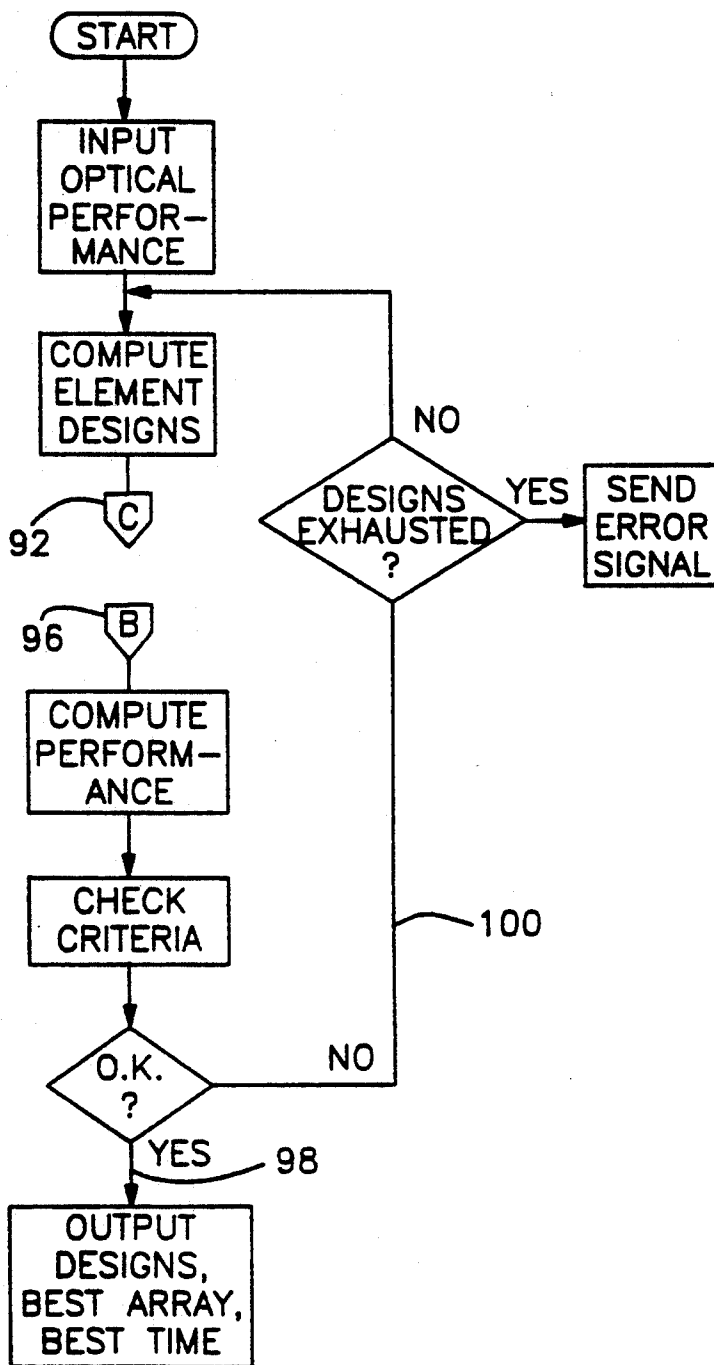 START
INPUT
OPTICAL
PERFOR-
MANCE
COMPUTE
ELEMENT
DESIGNS
NO
DESIGNS
EXHAUSTED
?
YES
SEND
ERROR
SIGNAL
C
92
B
96
COMPUTE
PERFORM-
ANCE
CHECK
CRITERIA
100
O.K.
?
NO
YES
98
OUTPUT
DESIGNS,
BEST ARRAY,
BEST TIME